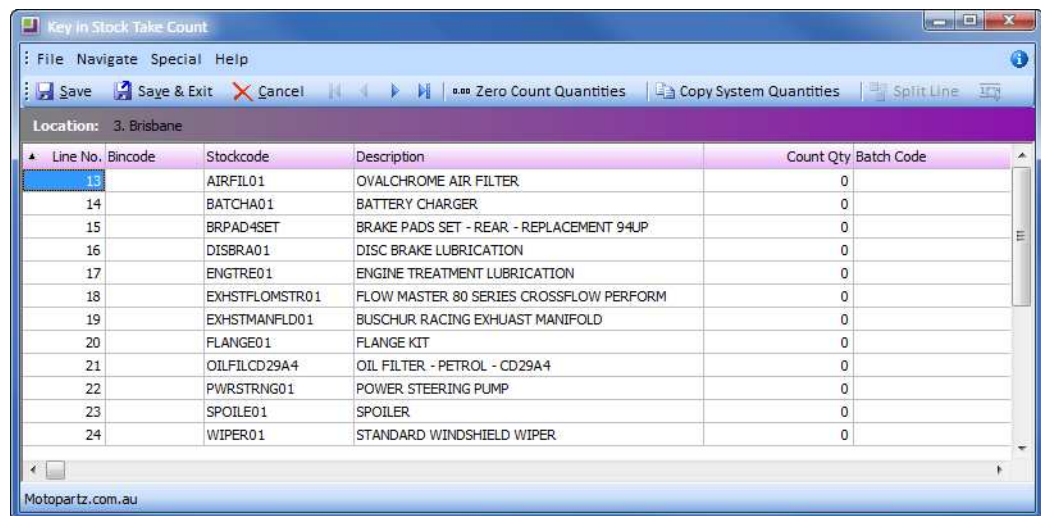 Key in Stock Take Count
File Navigate Special Help
Save Save & Exit Cancel 0.00 Zero Count Quantities Copy System Quantities Split Line
Location: 3. Brisbane
Line No. Bincode Stockcode Description Count Qty Batch Code
13 AIRFIL01 OVALCHROME AIR FILTER 0
14 BATCHA01 BATTERY CHARGER 0
15 BRPAD4SET BRAKE PADS SET - REAR - REPLACEMENT 94UP 0
16 DISBRA01 DISC BRAKE LUBRICATION 0
17 ENGTRE01 ENGINE TREATMENT LUBRICATION 0
18 EXHSTFLOMSTR01 FLOW MASTER 80 SERIES CROSSFLOW PERFORM 0
19 EXHSTMANFLD01 BUSCHUR RACING EXHUAST MANIFOLD 0
20 FLANGE01 FLANGE KIT 0
21 OILFILCD29A4 OIL FILTER - PETROL - CD29A4 0
22 PWRSTRNG01 POWER STEERING PUMP 0
23 SPOILE01 SPOILER 0
24 WIPER01 STANDARD WINDSHIELD WIPER 0
Motopartz.com.au